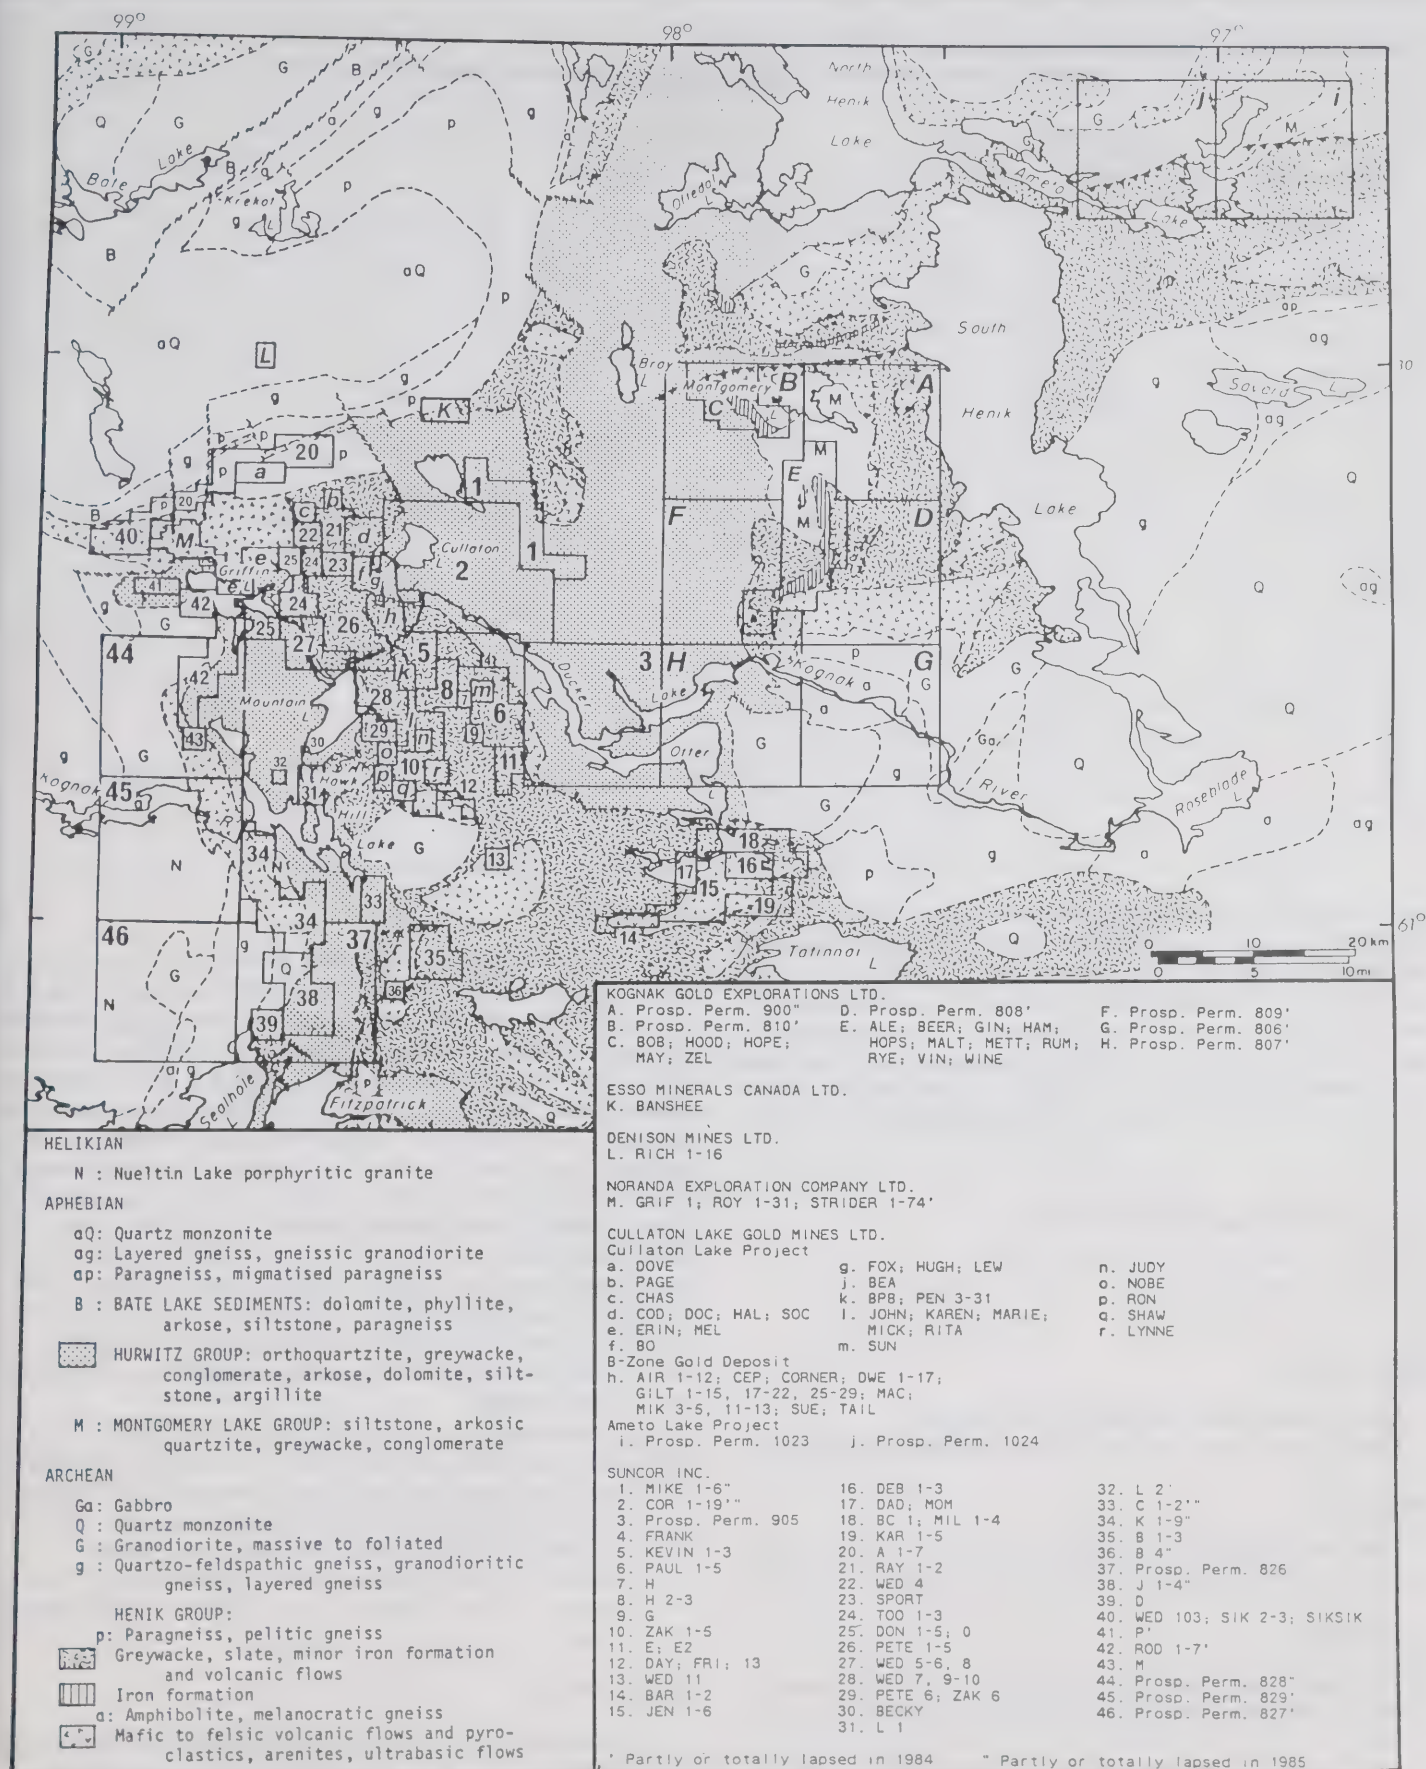 99°
98°
97°
North
Henik
Lake
Bate Lake
Krekot
L
Otredal
L
Ameto
Lake
South
Henik
Lake
Bray
L
Montgomery
L
Savard L
30
Cullaton
L
Griffin
L
Mountain
L
Ducke
Lake
Otter
L
Kognak
River
Kognak
R
Hawk
Hill
Lake
Roseblade
L
Tatinnai L
61°
Sealhole
L
Fitzpatrick
0 10 20 km
0 5 10 mi
HELIKIAN
N : Nueltin Lake porphyritic granite
APHEBIAN
aQ: Quartz monzonite
ag: Layered gneiss, gneissic granodiorite
ap: Paragneiss, migmatised paragneiss
B : BATE LAKE SEDIMENTS: dolomite, phyllite,
arkose, siltstone, paragneiss
HURWITZ GROUP: orthoquartzite, greywacke,
conglomerate, arkose, dolomite, silt-
stone, argillite
M : MONTGOMERY LAKE GROUP: siltstone, arkosic
quartzite, greywacke, conglomerate
ARCHEAN
Ga: Gabbro
Q : Quartz monzonite
G : Granodiorite, massive to foliated
g : Quartzo-feldspathic gneiss, granodioritic
gneiss, layered gneiss
HENIK GROUP:
p: Paragneiss, pelitic gneiss
Greywacke, slate, minor iron formation
and volcanic flows
Iron formation
a: Amphibolite, melanocratic gneiss
Mafic to felsic volcanic flows and pyro-
clastics, arenites, ultrabasic flows
KOGNAK GOLD EXPLORATIONS LTD.
A. Prosp. Perm. 900" D. Prosp. Perm. 808' F. Prosp. Perm. 809'
B. Prosp. Perm. 810' E. ALE; BEER; GIN; HAM; G. Prosp. Perm. 806'
C. BOB; HOOD; HOPE; HOPS; MALT; METT; RUM; H. Prosp. Perm. 807'
MAY; ZEL RYE; VIN; WINE
ESSO MINERALS CANADA LTD.
K. BANSHEE
DENISON MINES LTD.
L. RICH 1-16
NORANDA EXPLORATION COMPANY LTD.
M. GRIF 1; ROY 1-31; STRIDER 1-74'
CULLATON LAKE GOLD MINES LTD.
Cullaton Lake Project
a. DOVE g. FOX; HUGH; LEW n. JUDY
b. PAGE j. BEA o. NOBE
c. CHAS k. BPB; PEN 3-31 p. RON
d. COD; DOC; HAL; SOC l. JOHN; KAREN; MARIE; q. SHAW
e. ERIN; MEL MICK; RITA r. LYNNE
f. BO m. SUN
B-Zone Gold Deposit
h. AIR 1-12; CEP; CORNER; DWE 1-17;
GILT 1-15, 17-22, 25-29; MAC;
MIK 3-5, 11-13; SUE; TAIL
Ameto Lake Project
i. Prosp. Perm. 1023 j. Prosp. Perm. 1024
SUNCOR INC.
1. MIKE 1-6" 16. DEB 1-3 32. L 2'
2. COR 1-19'" 17. DAD; MOM 33. C 1-2'"
3. Prosp. Perm. 905 18. BC 1; MIL 1-4 34. K 1-9"
4. FRANK 19. KAR 1-5 35. B 1-3
5. KEVIN 1-3 20. A 1-7 36. B 4"
6. PAUL 1-5 21. RAY 1-2 37. Prosp. Perm. 826
7. H 22. WED 4 38. J 1-4"
8. H 2-3 23. SPORT 39. D
9. G 24. TOO 1-3 40. WED 103; SIK 2-3; SIKSIK
10. ZAK 1-5 25. DON 1-5; O 41. P'
11. E; E2 26. PETE 1-5 42. ROD 1-7'
12. DAY; FRI; 13 27. WED 5-6, 8 43. M
13. WED 11 28. WED 7, 9-10 44. Prosp. Perm. 828"
14. BAR 1-2 29. PETE 6; ZAK 6 45. Prosp. Perm. 829'
15. JEN 1-6 30. BECKY 46. Prosp. Perm. 827'
31. L 1
' Partly or totally lapsed in 1984 " Partly or totally lapsed in 1985